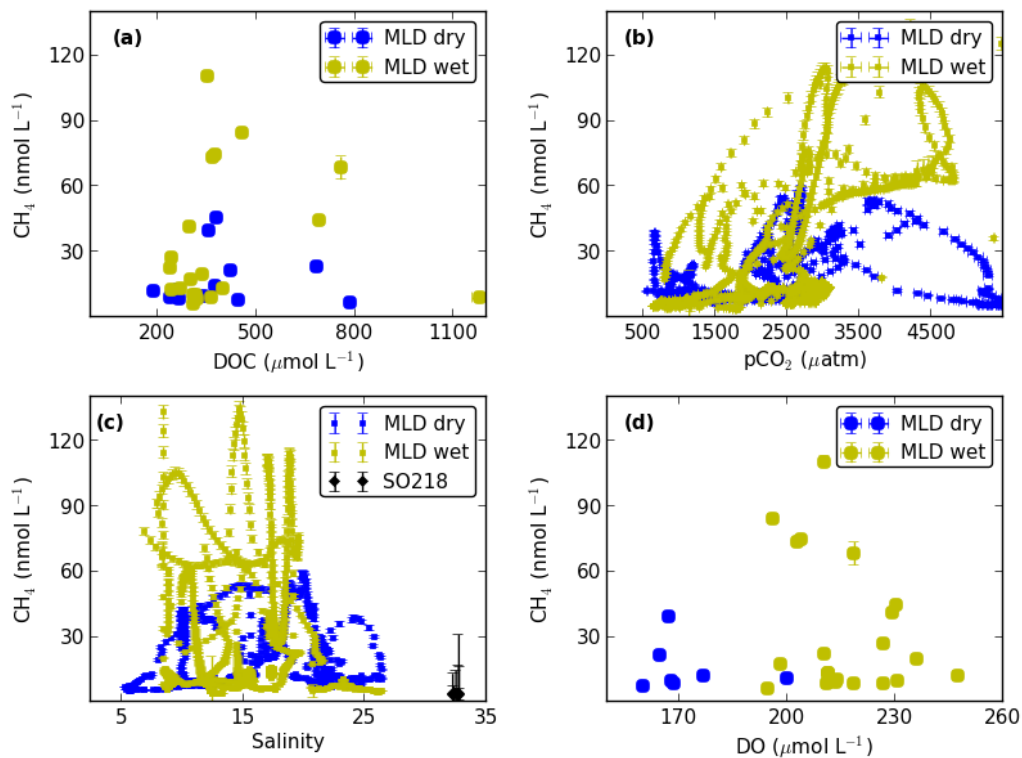 (a)
MLD dry
MLD wet
120
90
60
30
CH₄ (nmol L⁻¹)
200 500 800 1100
DOC (μmol L⁻¹)
(b)
MLD dry
MLD wet
120
90
60
30
CH₄ (nmol L⁻¹)
500 1500 2500 3500 4500
pCO₂ (μatm)
(c)
MLD dry
MLD wet
SO218
120
90
60
30
CH₄ (nmol L⁻¹)
5 15 25 35
Salinity
(d)
MLD dry
MLD wet
120
90
60
30
CH₄ (nmol L⁻¹)
170 200 230 260
DO (μmol L⁻¹)